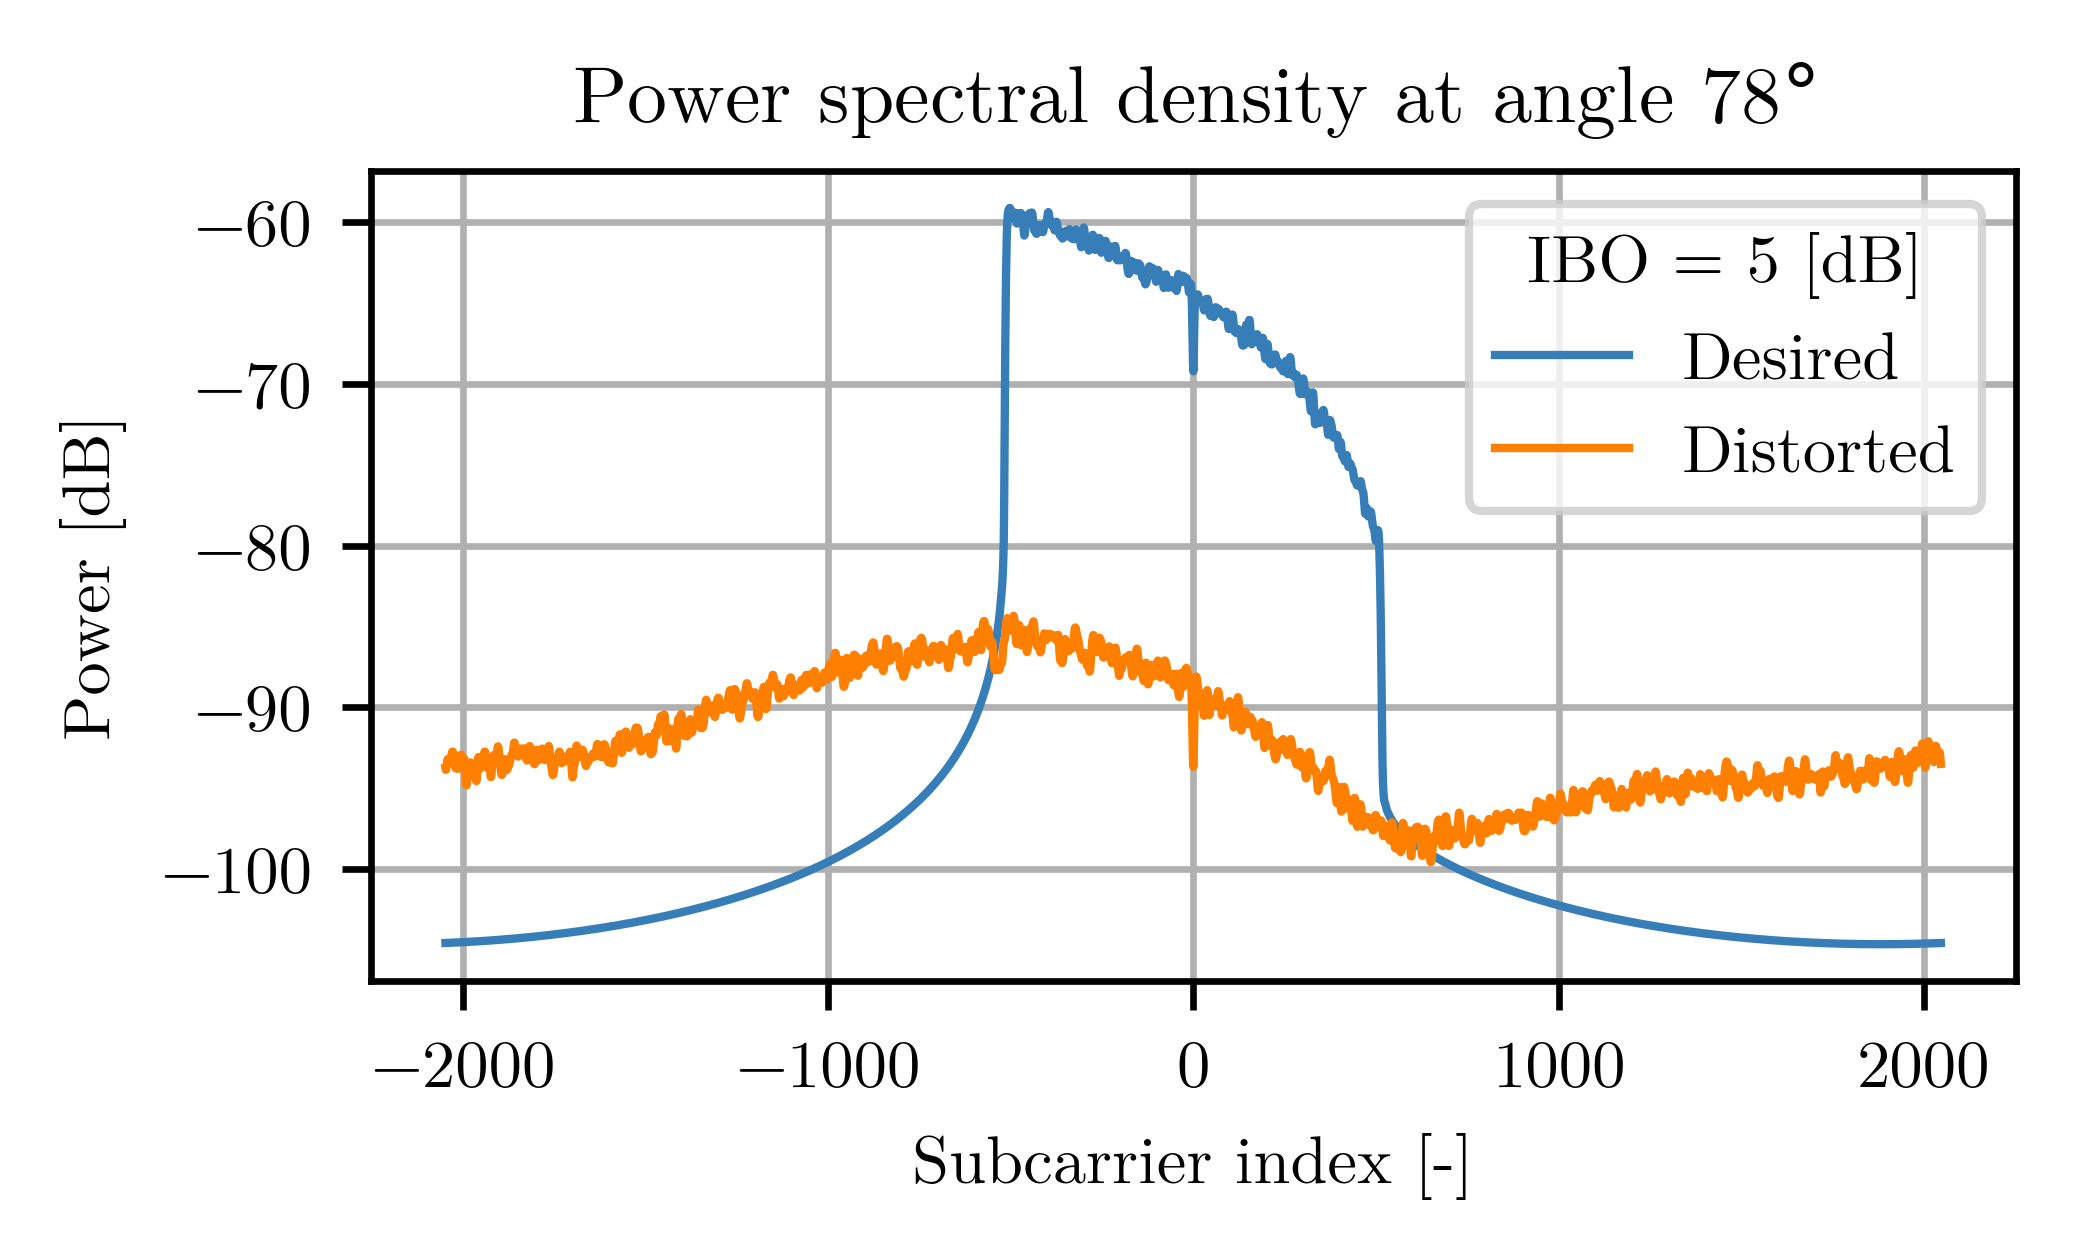 Power spectral density at angle 78°
Power [dB]
−60
−70
−80
−90
−100
IBO = 5 [dB]
Desired
Distorted
−2000 −1000 0 1000 2000
Subcarrier index [-]